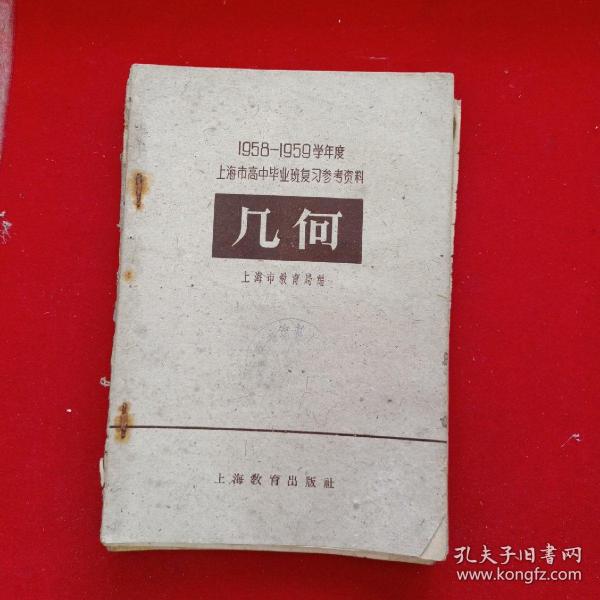 1958-1959学年度
上海市高中毕业班复习参考资料
几何
上海市教育局编
上海教育出版社
孔夫子旧书网
www.kongfz.com